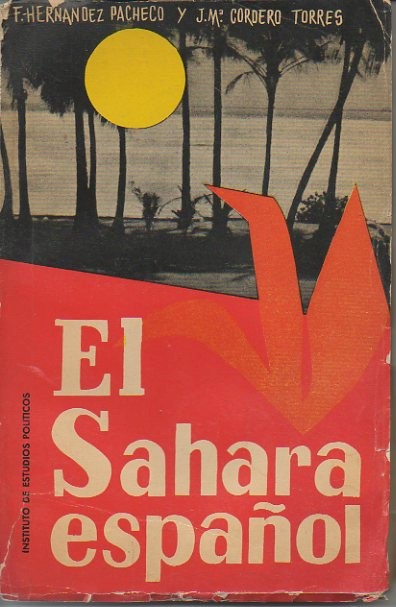 F. HERNANDEZ PACHECO Y J. Mª CORDERO TORRES
El
Sahara
español
INSTITUTO DE ESTUDIOS POLITICOS